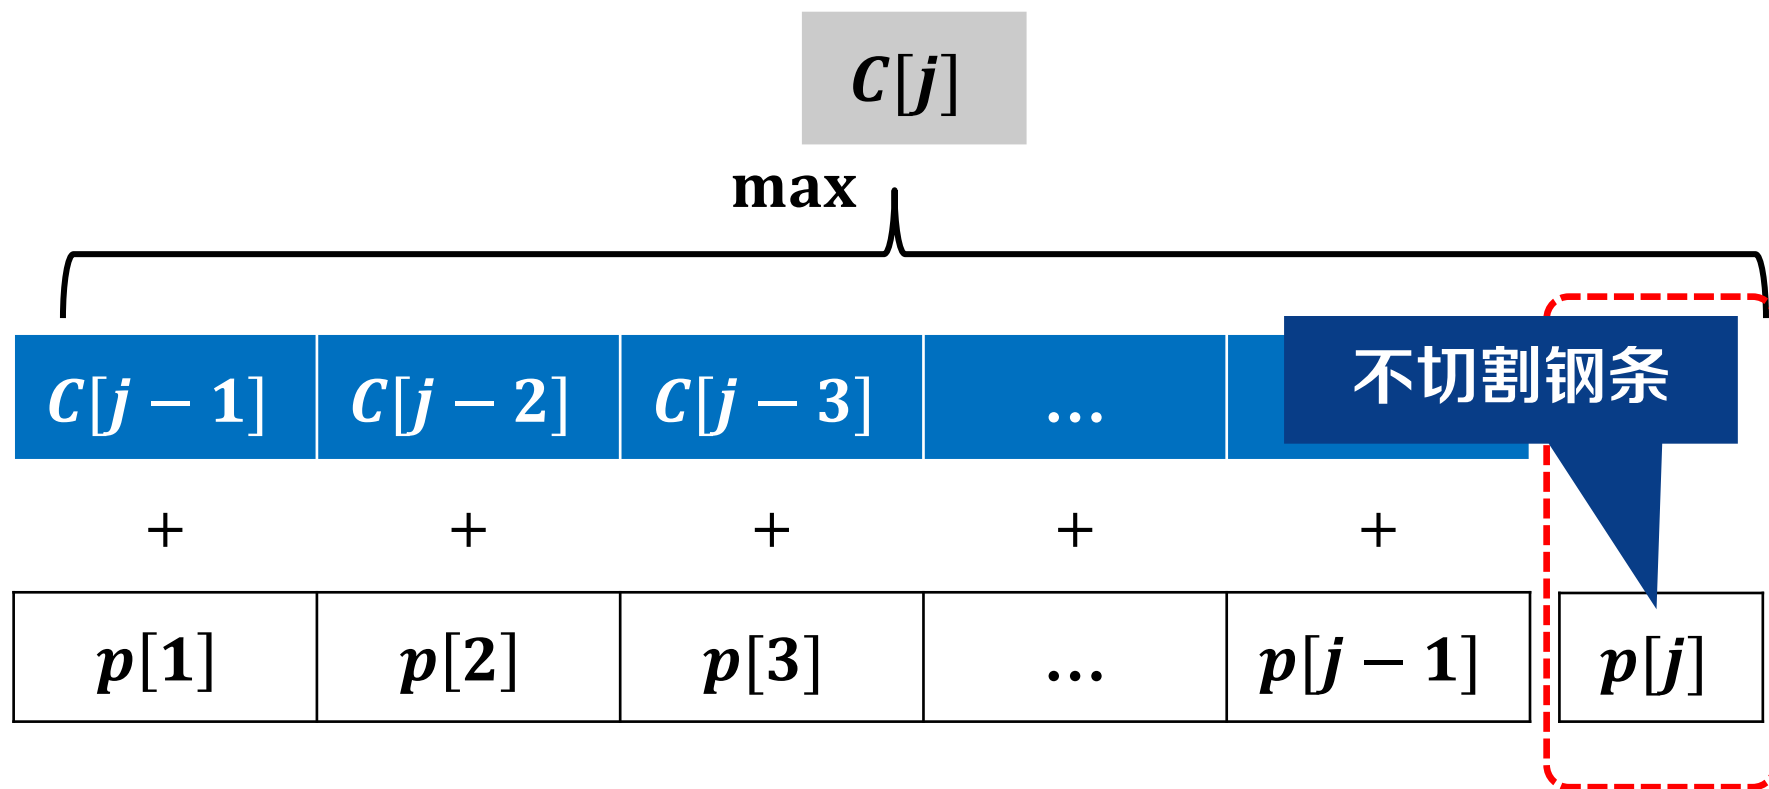 C[j]
max
C[j − 1] C[j − 2] C[j − 3] … 不切割钢条
+ + + + +
p[1] p[2] p[3] … p[j − 1] p[j]